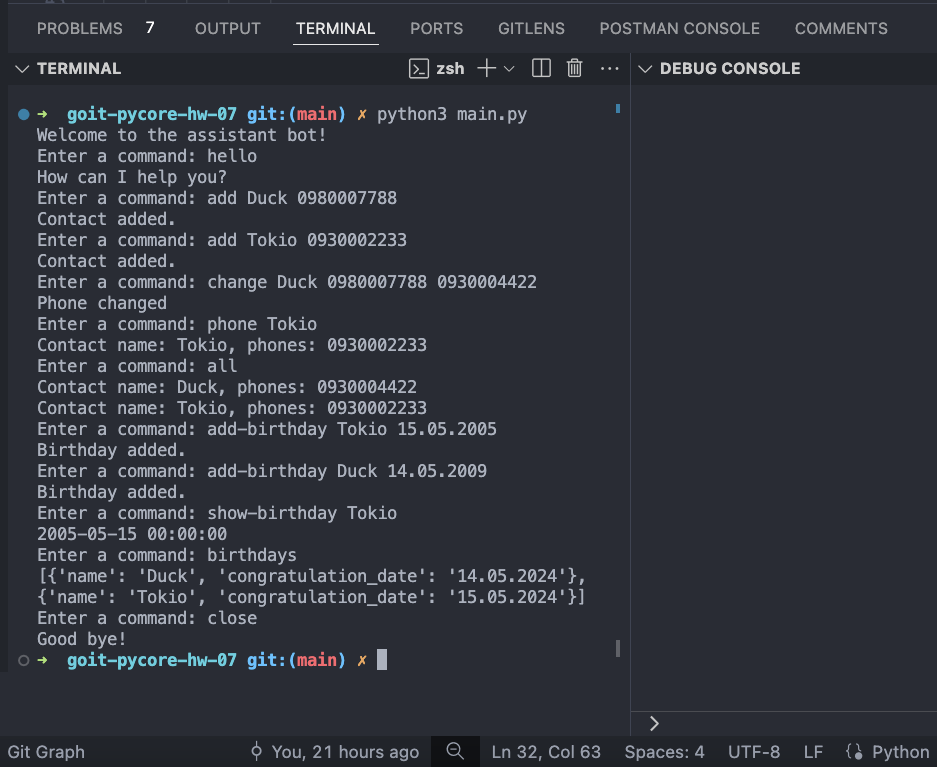 PROBLEMS 7 OUTPUT TERMINAL PORTS GITLENS POSTMAN CONSOLE COMMENTS
TERMINAL zsh DEBUG CONSOLE
➜ goit-pycore-hw-07 git:(main) ✗ python3 main.py
Welcome to the assistant bot!
Enter a command: hello
How can I help you?
Enter a command: add Duck 0980007788
Contact added.
Enter a command: add Tokio 0930002233
Contact added.
Enter a command: change Duck 0980007788 0930004422
Phone changed
Enter a command: phone Tokio
Contact name: Tokio, phones: 0930002233
Enter a command: all
Contact name: Duck, phones: 0930004422
Contact name: Tokio, phones: 0930002233
Enter a command: add-birthday Tokio 15.05.2005
Birthday added.
Enter a command: add-birthday Duck 14.05.2009
Birthday added.
Enter a command: show-birthday Tokio
2005-05-15 00:00:00
Enter a command: birthdays
[{'name': 'Duck', 'congratulation_date': '14.05.2024'},
{'name': 'Tokio', 'congratulation_date': '15.05.2024'}]
Enter a command: close
Good bye!
➜ goit-pycore-hw-07 git:(main) ✗
Git Graph You, 21 hours ago Ln 32, Col 63 Spaces: 4 UTF-8 LF Python